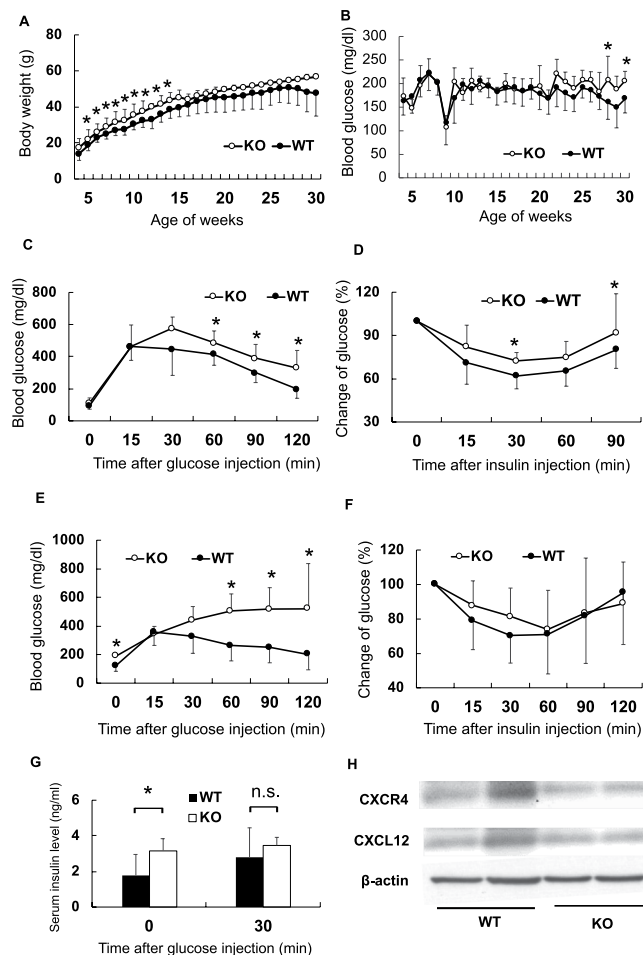 A
Body weight (g)
60
40
20
0
* * * * * * * * *
KO WT
5 10 15 20 25 30
Age of weeks
B
Blood glucose (mg/dl)
300
250
200
150
100
50
0
* *
KO WT
5 10 15 20 25 30
Age of weeks
C
Blood glucose (mg/dl)
800
600
400
200
0
KO WT
* * *
0 15 30 60 90 120
Time after glucose injection (min)
D
Change of glucose (%)
120
90
60
30
KO WT
* *
0 15 30 60 90
Time after insulin injection (min)
E
Blood glucose (mg/dl)
1000
800
600
400
200
0
KO WT
* * * *
0 15 30 60 90 120
Time after glucose injection (min)
F
Change of glucose (%)
120
100
80
60
40
KO WT
0 15 30 60 90 120
Time after insulin injection (min)
G
Serum insulin level (ng/ml)
6
4
2
0
* n.s.
WT
KO
0 30
Time after glucose injection (min)
H
CXCR4
CXCL12
β-actin
WT KO